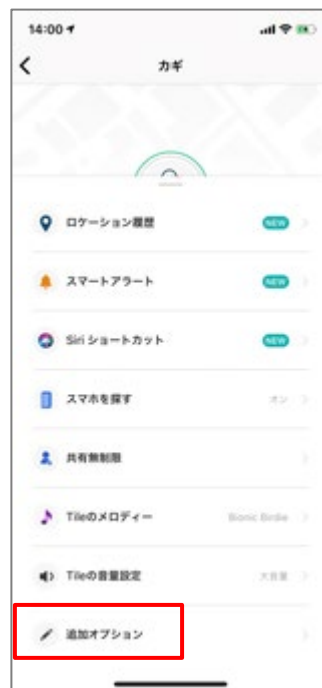 14:00
カギ
ロケーション履歴 NEW
スマートアラート NEW
Siri ショートカット NEW
スマホを探す オン
共有無制限
Tileのメロディー Bionic Birdie
Tileの音量設定 大音量
追加オプション